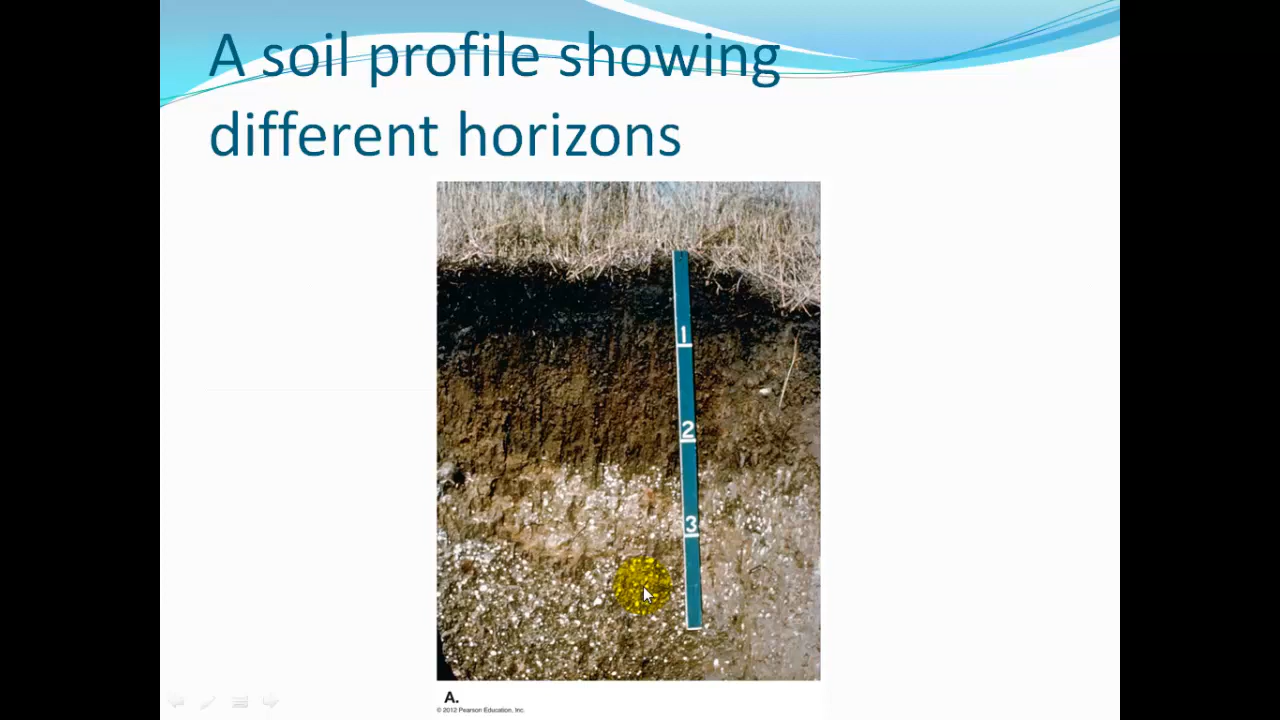 A soil profile showing
different horizons
1
2
3
A.
© 2012 Pearson Education, Inc.